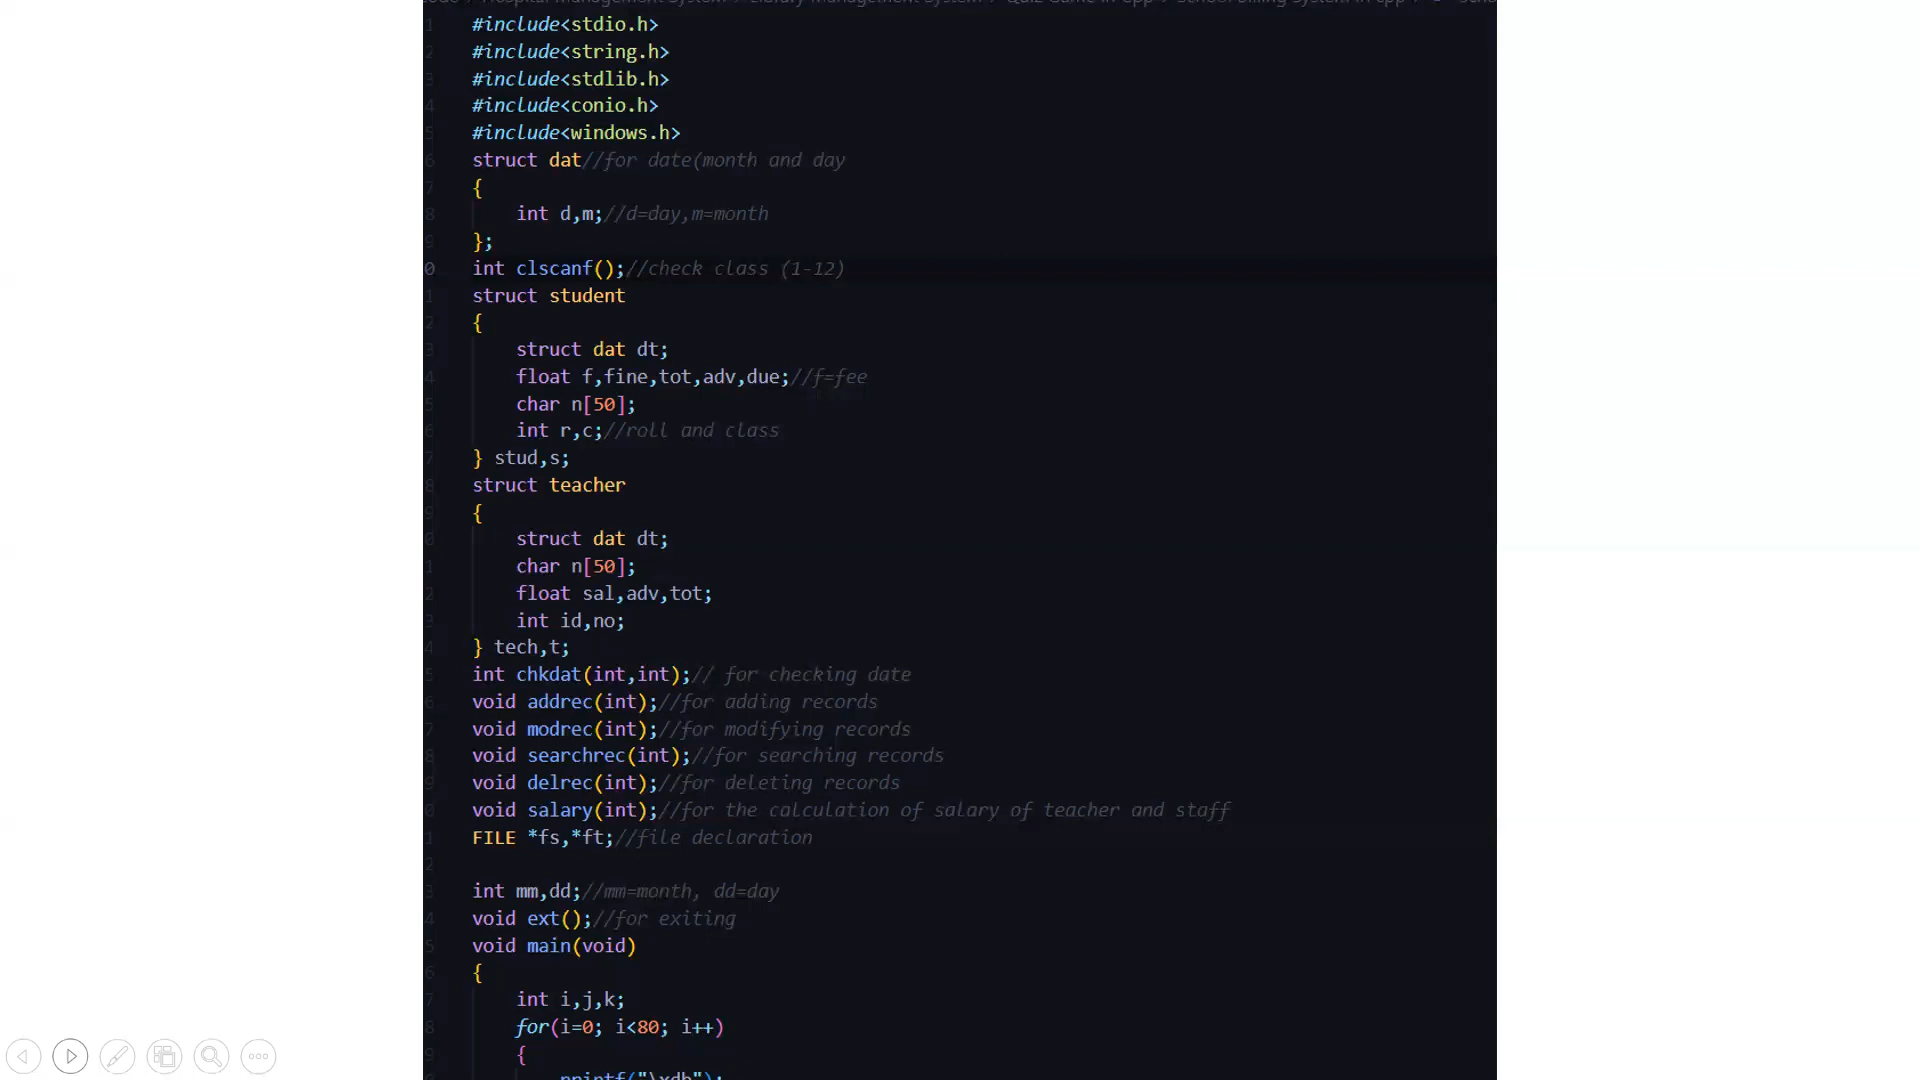 #include<stdio.h>
#include<string.h>
#include<stdlib.h>
#include<conio.h>
#include<windows.h>
struct dat//for date(month and day
{
    int d,m;//d=day,m=month
};
int clscanf();//check class (1-12)
struct student
{
    struct dat dt;
    float f,fine,tot,adv,due;//f=fee
    char n[50];
    int r,c;//roll and class
} stud,s;
struct teacher
{
    struct dat dt;
    char n[50];
    float sal,adv,tot;
    int id,no;
} tech,t;
int chkdat(int,int);// for checking date
void addrec(int);//for adding records
void modrec(int);//for modifying records
void searchrec(int);//for searching records
void delrec(int);//for deleting records
void salary(int);//for the calculation of salary of teacher and staff
FILE *fs,*ft;//file declaration
int mm,dd;//mm=month, dd=day
void ext();//for exiting
void main(void)
{
    int i,j,k;
    for(i=0; i<80; i++)
    {
        printf("\xdb");